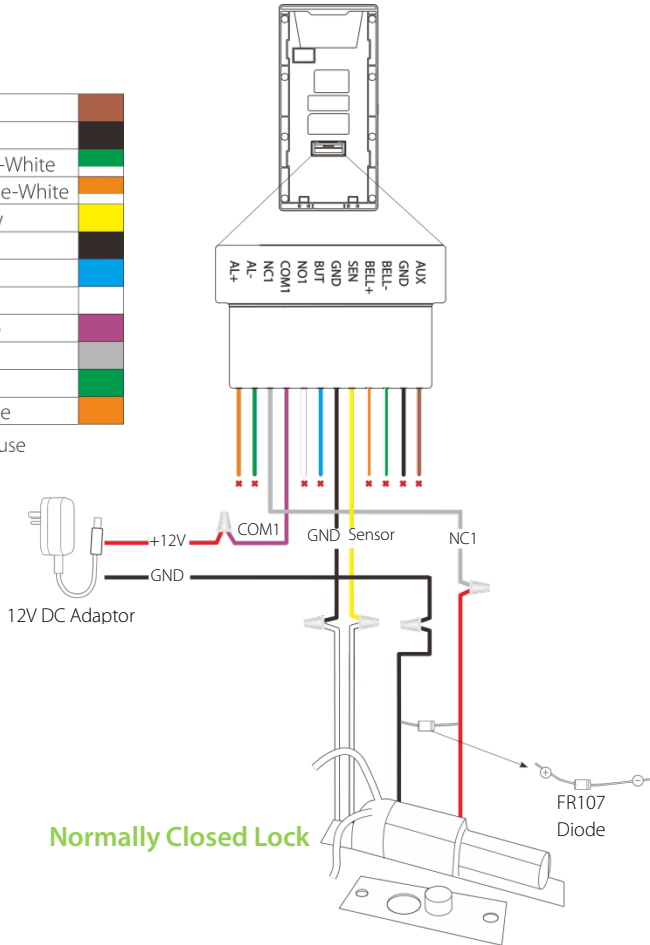 -White
e-White
y
e
use
AL+
AL-
NC1
COM1
NO1
BUT
GND
SEN
BELL+
BELL-
GND
AUX
+12V
COM1
GND
Sensor
NC1
GND
12V DC Adaptor
+
−
FR107
Diode
Normally Closed Lock